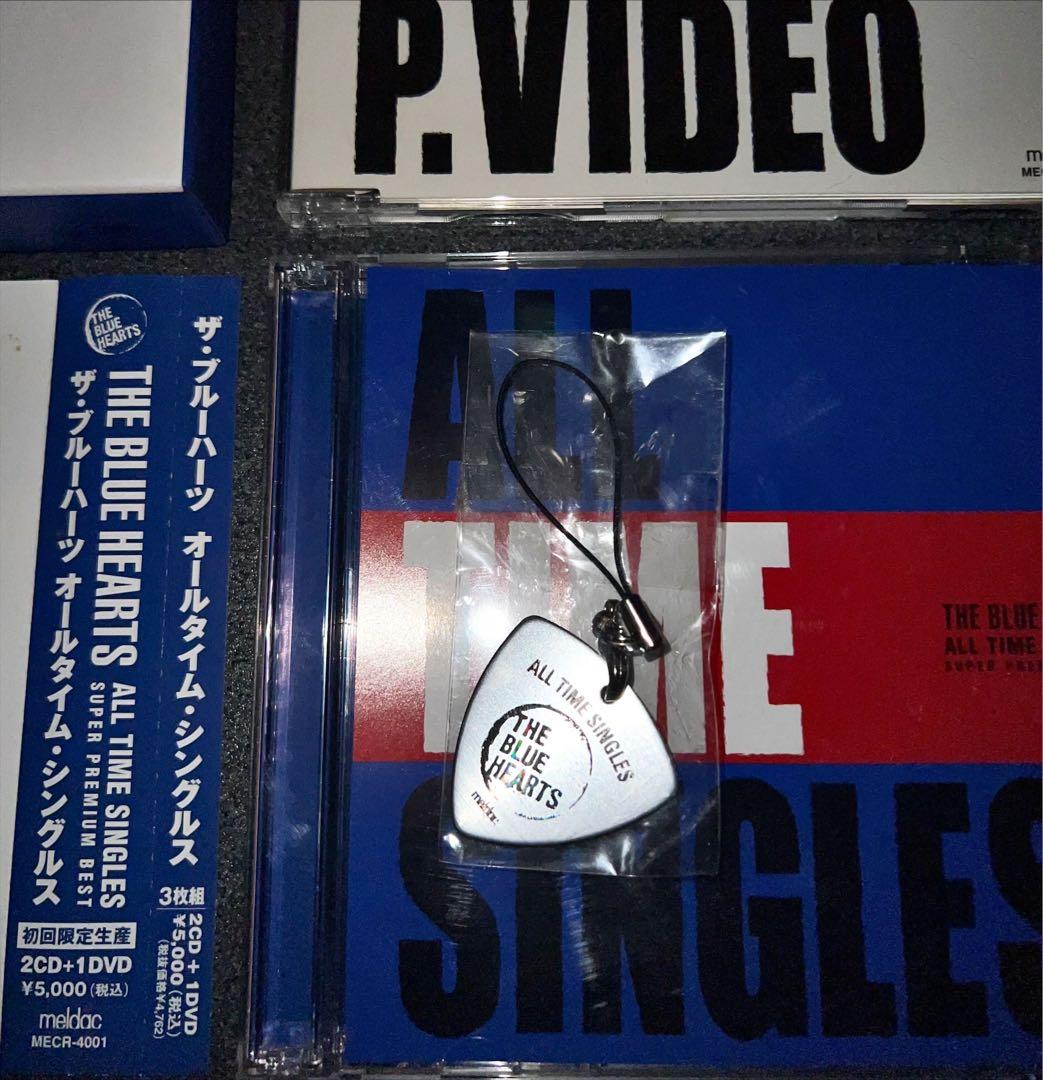 P.VIDEO
THE
BLUE
HEARTS
THE BLUE HEARTS ALL TIME SINGLES
SUPER PREMIUM BEST
ザ・ブルーハーツ オールタイム・シングルス
初回限定生産
2CD+1DVD
¥5,000(税込)
meldac
MECR-4001
ザ・ブルーハーツ オールタイム・シングルス
3枚組
2CD+1DVD
¥5,000(税込)
(税抜価格¥4,762)
ALL
TIME
SINGLES
THE BLUE
ALL TIME
ALL TIME SINGLES
THE
BLUE
HEARTS
meldac